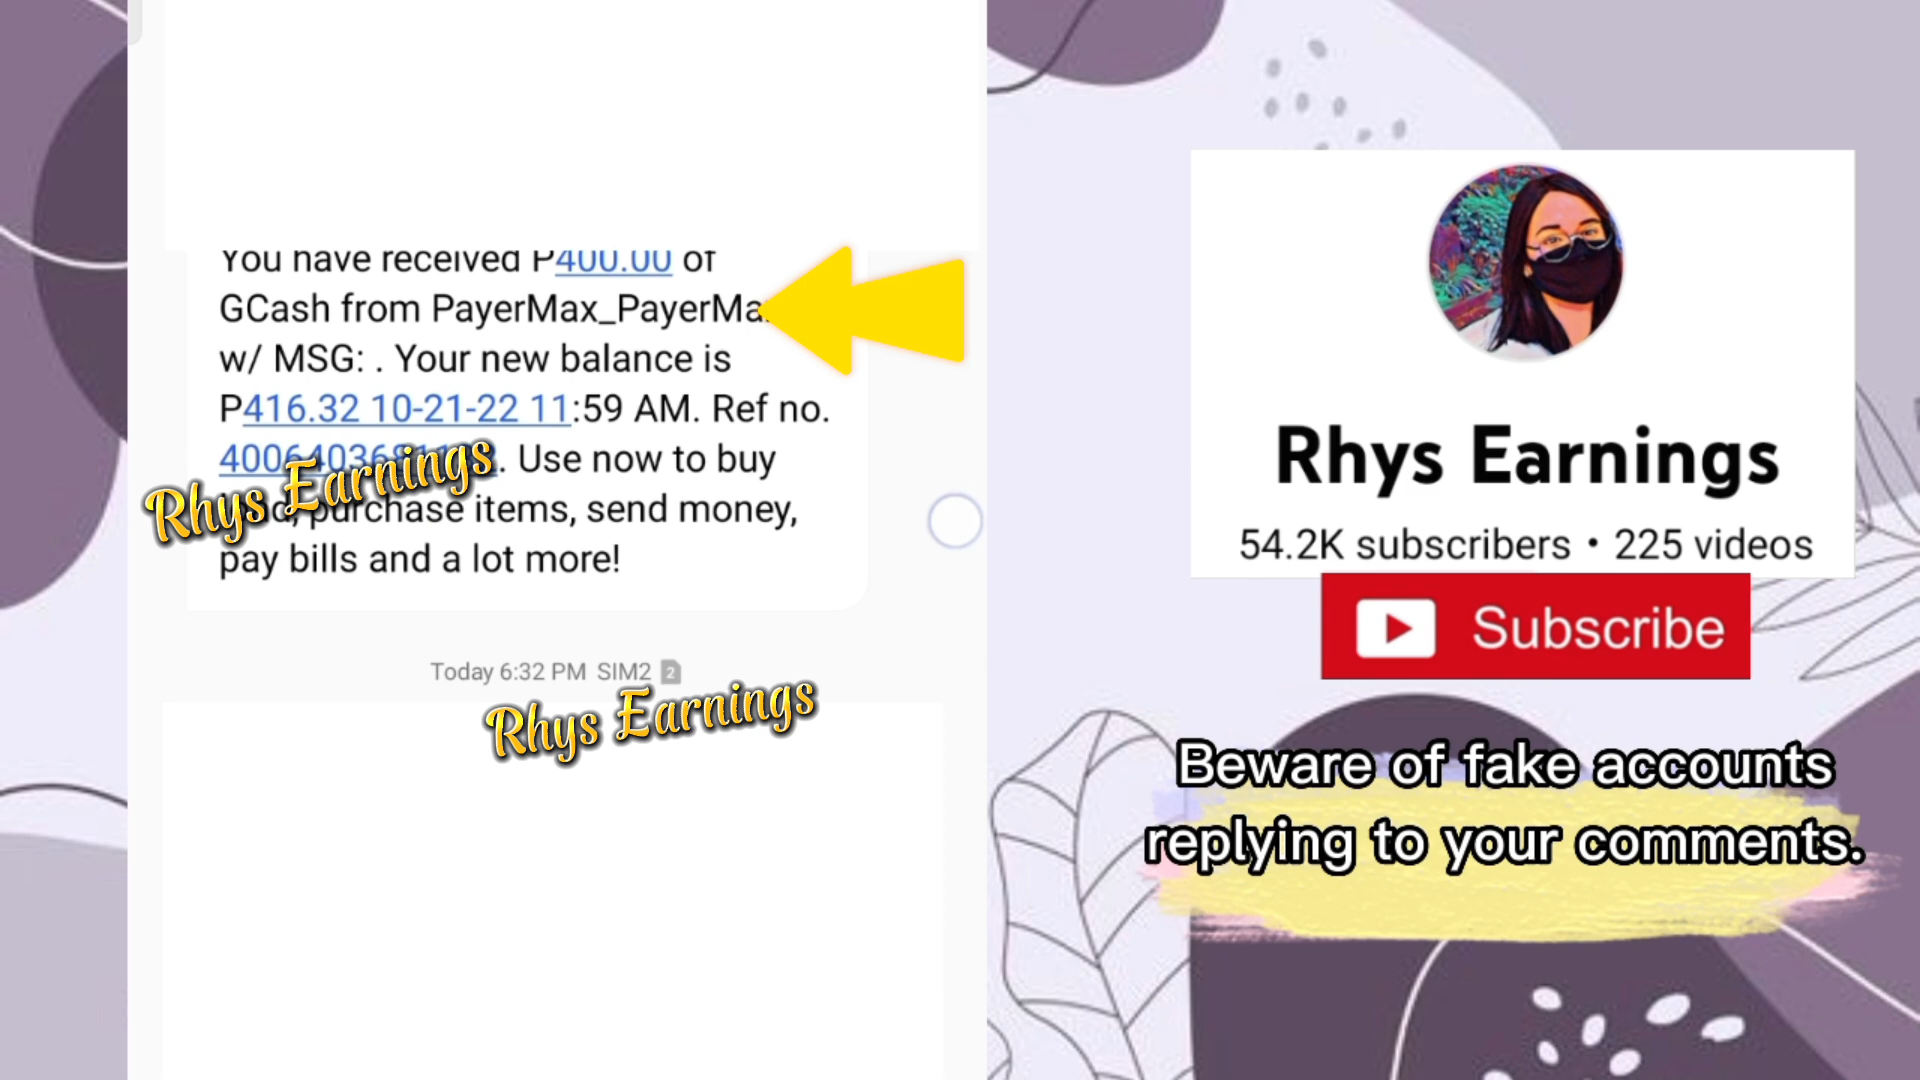 You have received P400.00 of
GCash from PayerMax_PayerMa
w/ MSG: . Your new balance is
P416.32 10-21-22 11:59 AM. Ref no.
. Use now to buy
purchase items, send money,
pay bills and a lot more!
Rhys Earnings
Today 6:32 PM SIM2 2
Rhys Earnings
Rhys Earnings
54.2K subscribers • 225 videos
Subscribe
Beware of fake accounts
replying to your comments.